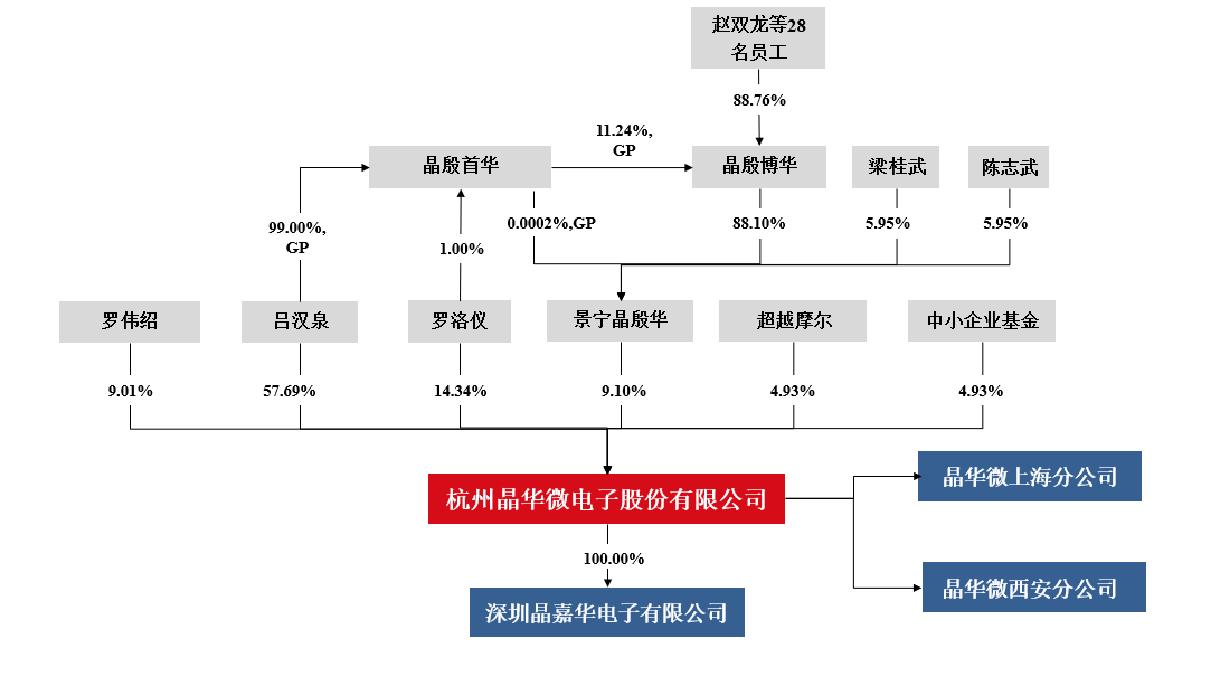 赵双龙等28
名员工
88.76%
11.24%,
GP
晶殷首华
晶殷博华
梁桂武
陈志武
99.00%,
GP
1.00%
0.0002%,GP
88.10%
5.95%
5.95%
罗伟绍
吕汉泉
罗洛仪
景宁晶殷华
超越摩尔
中小企业基金
9.01%
57.69%
14.34%
9.10%
4.93%
4.93%
杭州晶华微电子股份有限公司
晶华微上海分公司
100.00%
晶华微西安分公司
深圳晶嘉华电子有限公司